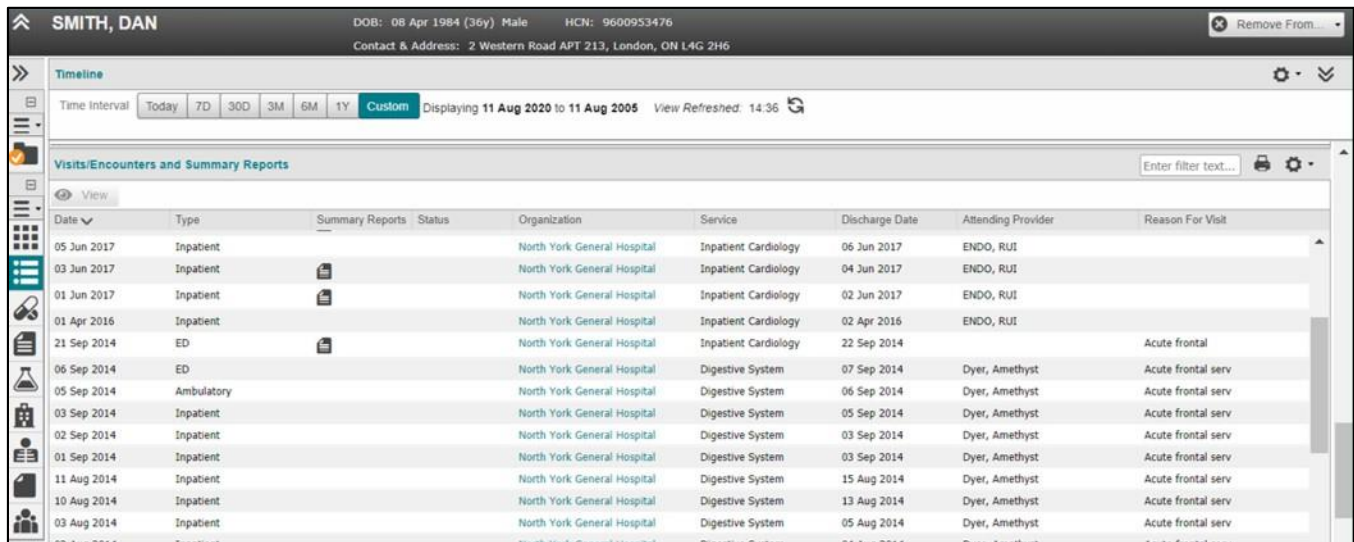 SMITH, DAN DOB: 08 Apr 1984 (36y) Male HCN: 9600953476 Remove From...
Contact & Address: 2 Western Road APT 213, London, ON L4G 2H6
Timeline
Time Interval Today 7D 30D 3M 6M 1Y Custom Displaying 11 Aug 2020 to 11 Aug 2005 View Refreshed: 14:36
Visits/Encounters and Summary Reports Enter filter text...
View
Date Type Summary Reports Status Organization Service Discharge Date Attending Provider Reason For Visit
05 Jun 2017 Inpatient North York General Hospital Inpatient Cardiology 06 Jun 2017 ENDO, RUI
03 Jun 2017 Inpatient North York General Hospital Inpatient Cardiology 04 Jun 2017 ENDO, RUI
01 Jun 2017 Inpatient North York General Hospital Inpatient Cardiology 02 Jun 2017 ENDO, RUI
01 Apr 2016 Inpatient North York General Hospital Inpatient Cardiology 02 Apr 2016 ENDO, RUI
21 Sep 2014 ED North York General Hospital Inpatient Cardiology 22 Sep 2014 Acute frontal
06 Sep 2014 ED North York General Hospital Digestive System 07 Sep 2014 Dyer, Amethyst Acute frontal serv
05 Sep 2014 Ambulatory North York General Hospital Digestive System 06 Sep 2014 Dyer, Amethyst Acute frontal serv
03 Sep 2014 Inpatient North York General Hospital Digestive System 05 Sep 2014 Dyer, Amethyst Acute frontal serv
02 Sep 2014 Inpatient North York General Hospital Digestive System 03 Sep 2014 Dyer, Amethyst Acute frontal serv
01 Sep 2014 Inpatient North York General Hospital Digestive System 03 Sep 2014 Dyer, Amethyst Acute frontal serv
11 Aug 2014 Inpatient North York General Hospital Digestive System 15 Aug 2014 Dyer, Amethyst Acute frontal serv
10 Aug 2014 Inpatient North York General Hospital Digestive System 13 Aug 2014 Dyer, Amethyst Acute frontal serv
03 Aug 2014 Inpatient North York General Hospital Digestive System 05 Aug 2014 Dyer, Amethyst Acute frontal serv